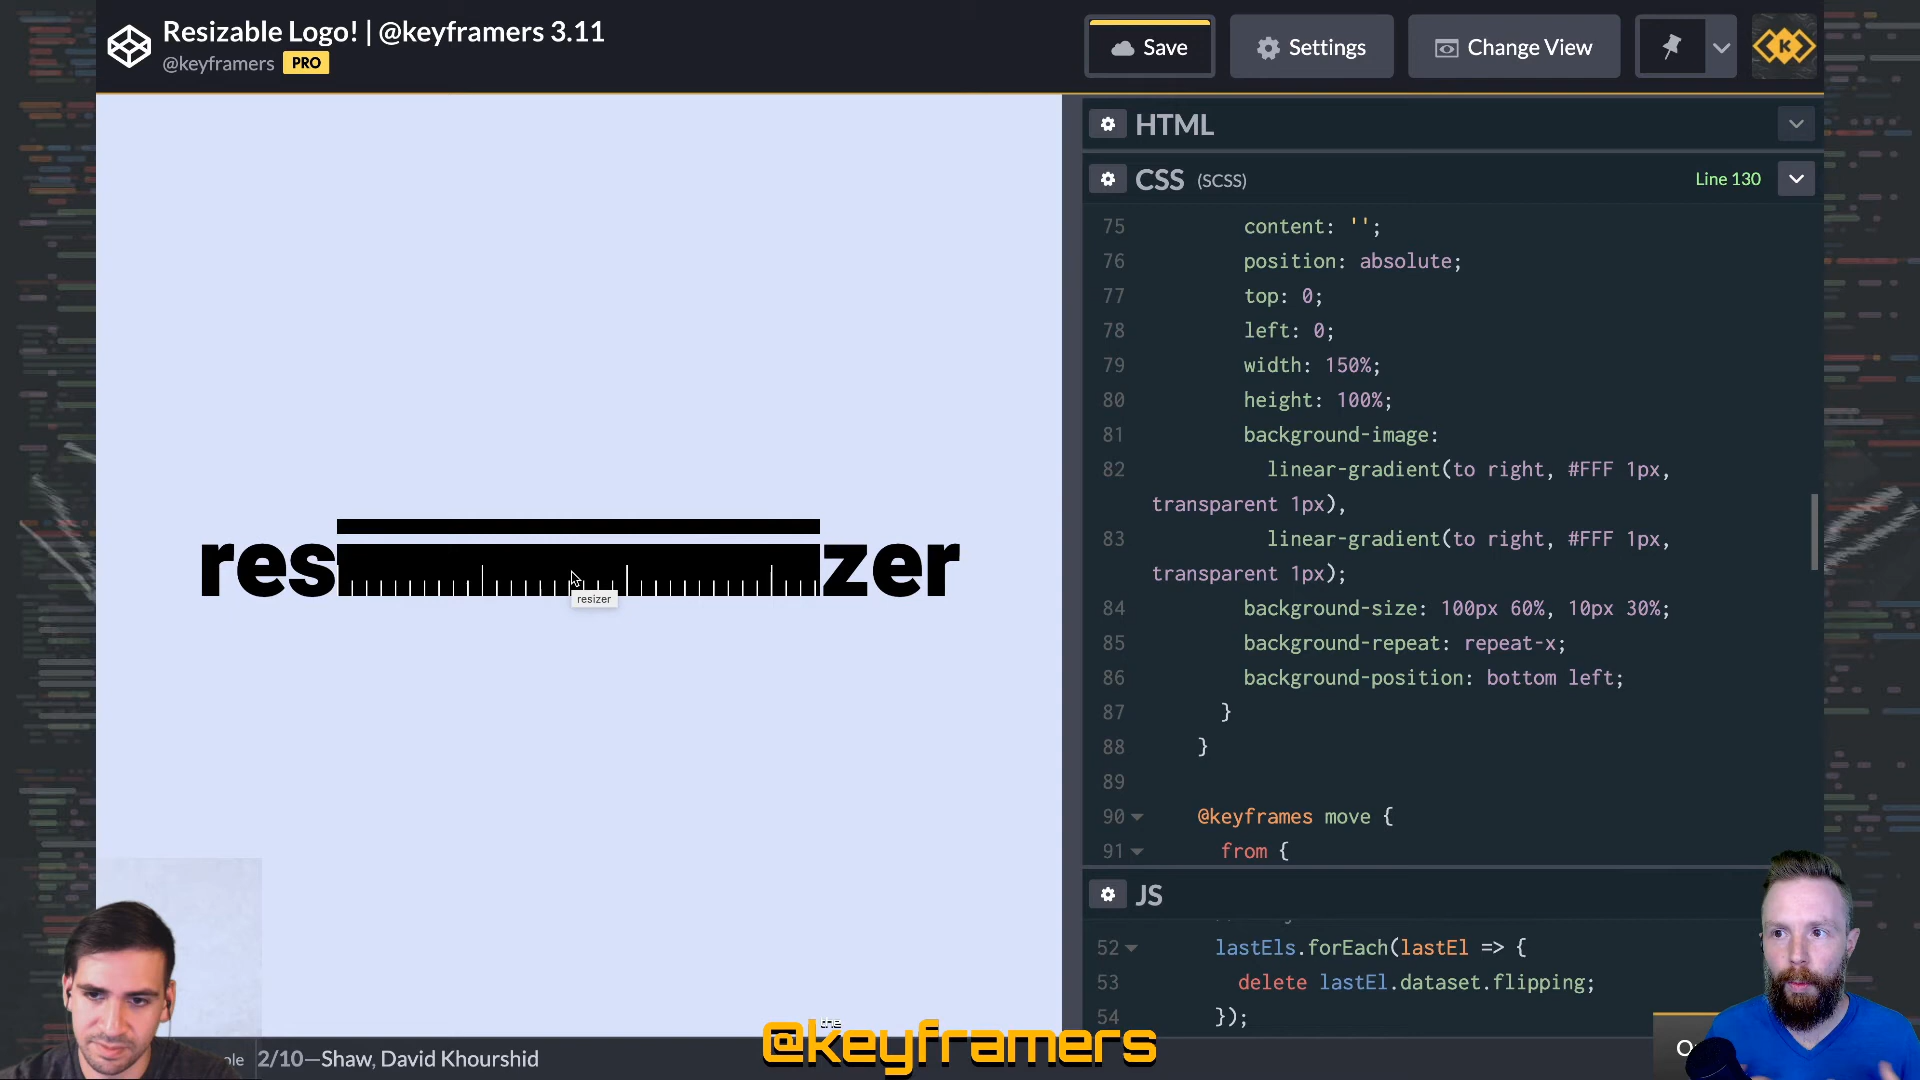 Resizable Logo! | @keyframers 3.11
@keyframers PRO
Save
Settings
Change View
K
HTML
CSS (SCSS)
Line 130
75 content: '';
76 position: absolute;
77 top: 0;
78 left: 0;
79 width: 150%;
80 height: 100%;
81 background-image:
82 linear-gradient(to right, #FFF 1px,
transparent 1px),
83 linear-gradient(to right, #FFF 1px,
transparent 1px);
84 background-size: 100px 60%, 10px 30%;
85 background-repeat: repeat-x;
86 background-position: bottom left;
87 }
88 }
89
90 @keyframes move {
91 from {
resizer
resizer
JS
52 lastEls.forEach(lastEl => {
53 delete lastEl.dataset.flipping;
54 });
2/10—Shaw, David Khourshid
the
@keyframers